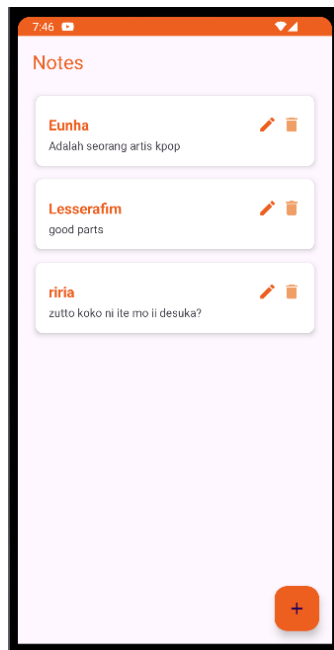 7:46
Notes
Eunha
Adalah seorang artis kpop
Lesserafim
good parts
riria
zutto koko ni ite mo ii desuka?
+